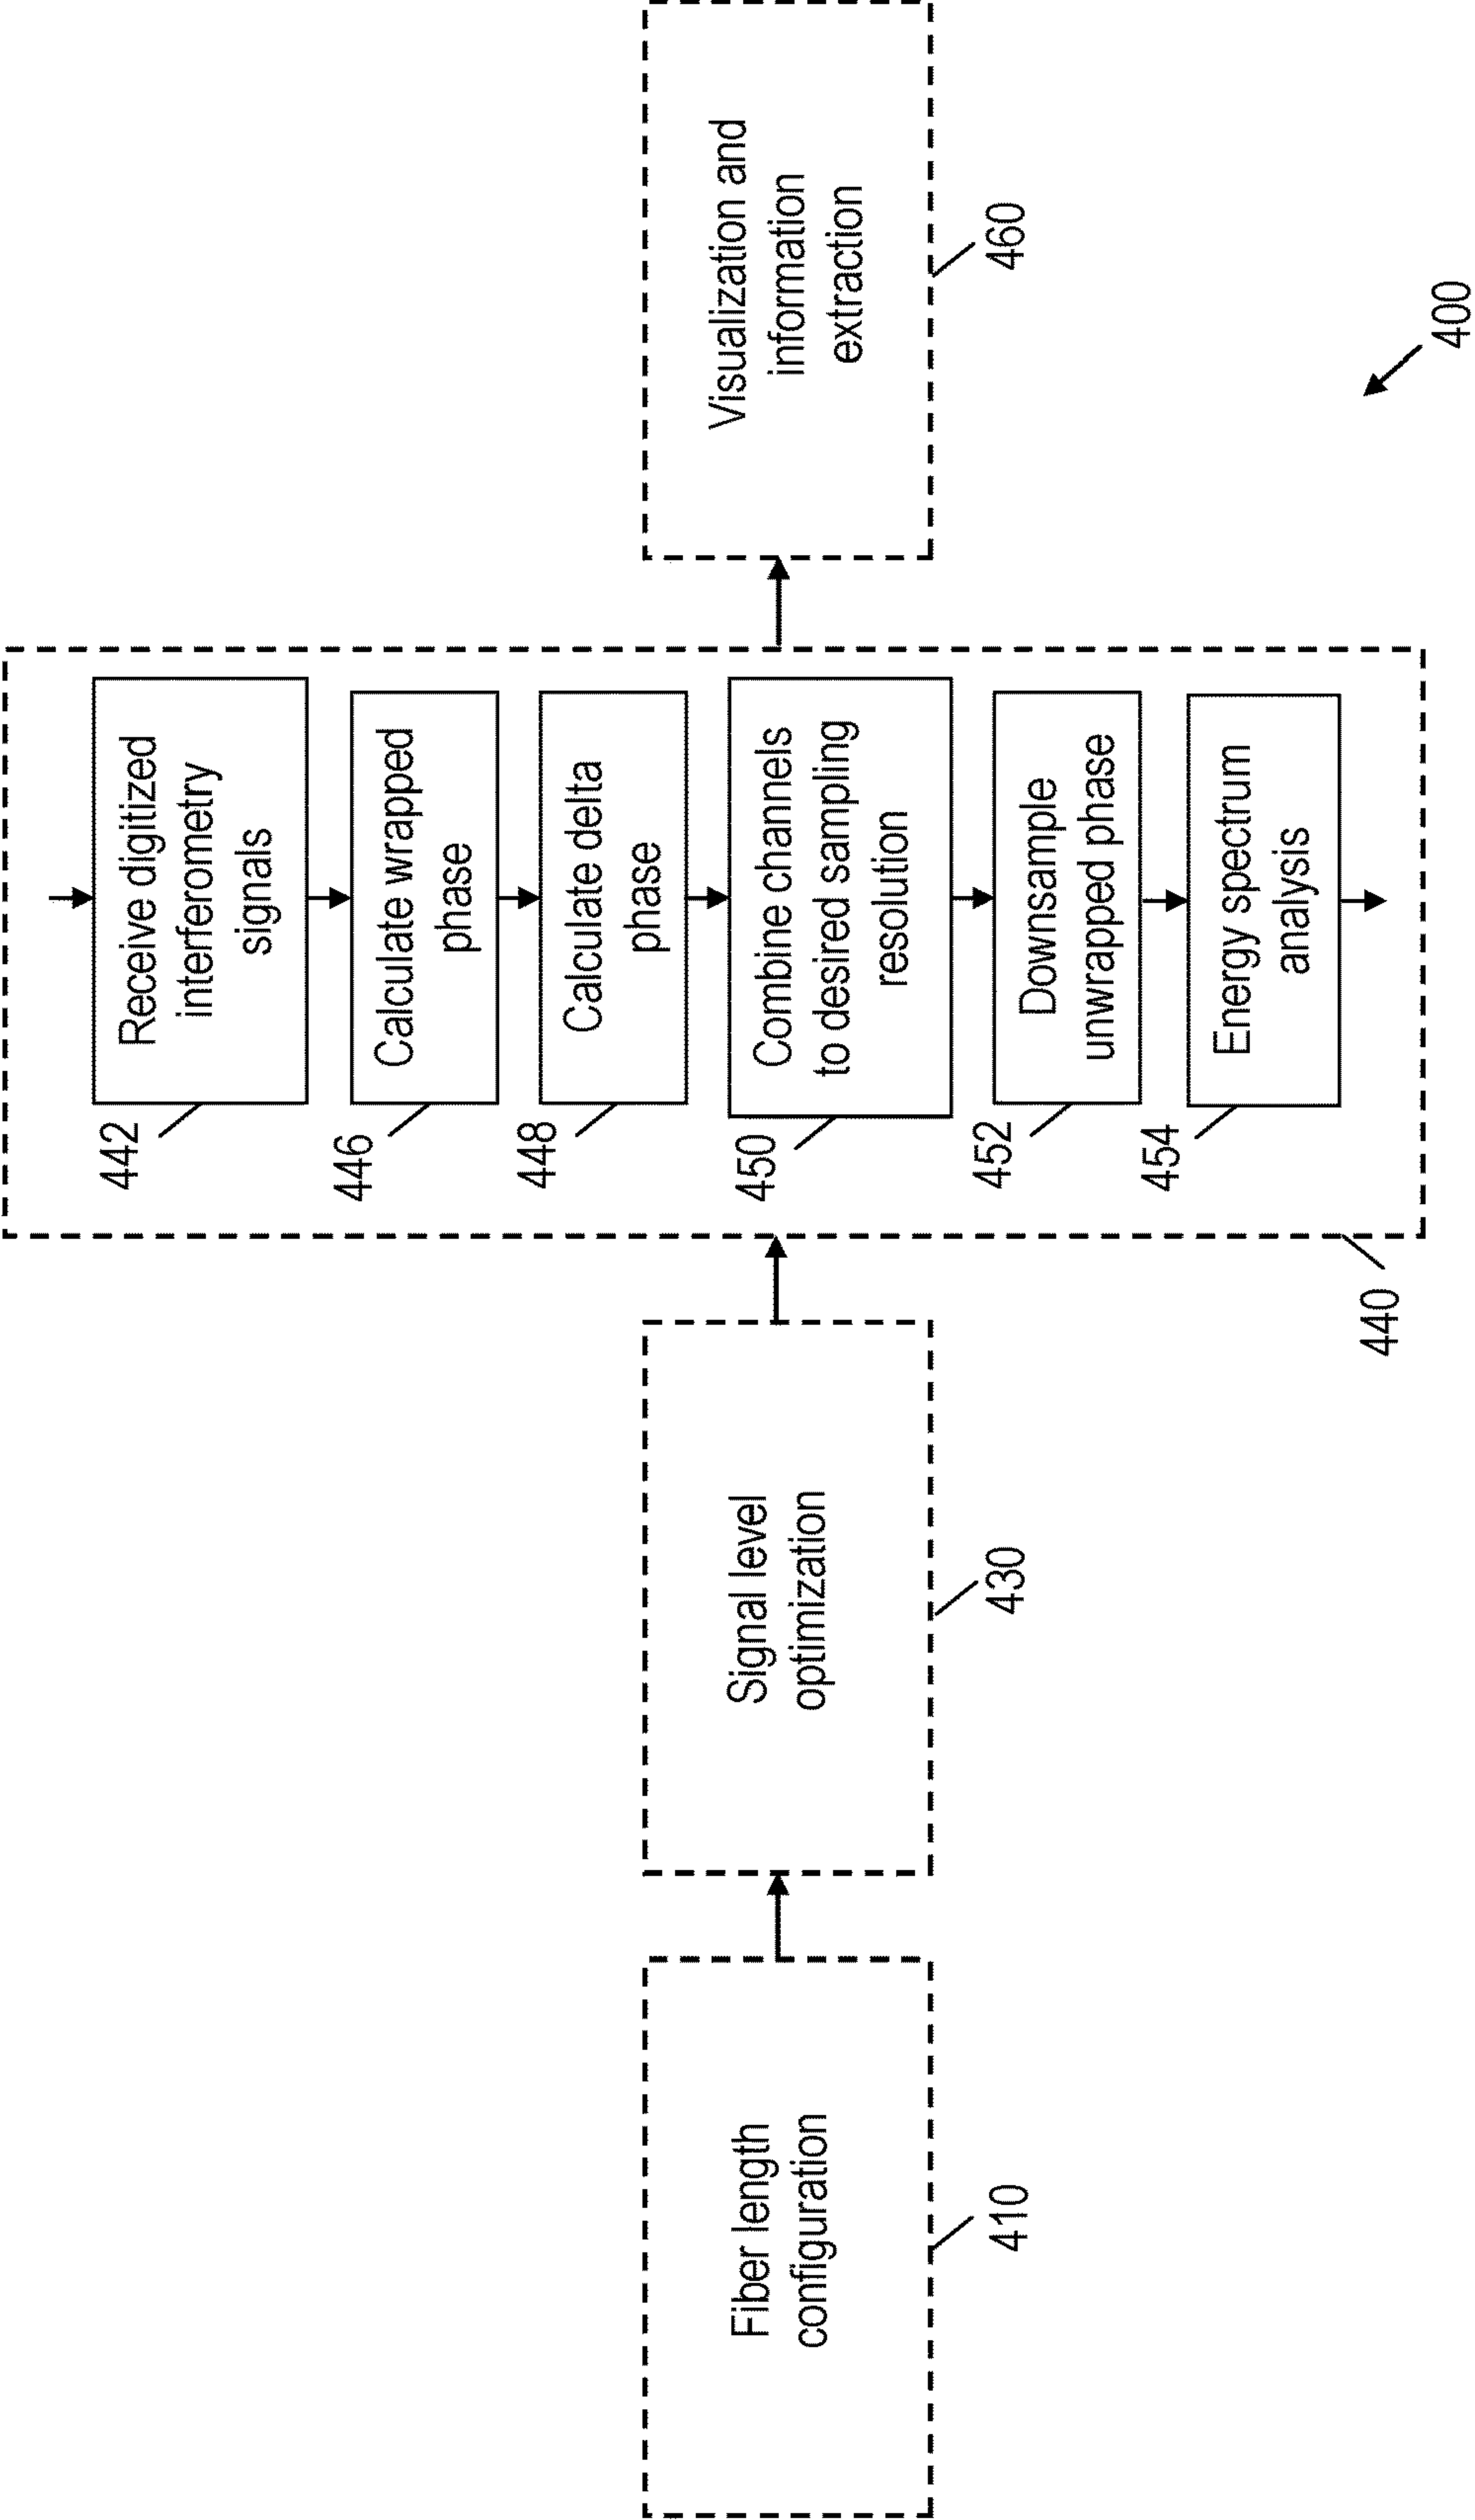 Fiber length
configuration
410
Signal level
optimization
430
Receive digitized
interferometry
signals
442
Calculate wrapped
phase
446
Calculate delta
phase
448
Combine channels
to desired sampling
resolution
450
Downsample
unwrapped phase
452
Energy spectrum
analysis
454
440
Visualization and
information
extraction
460
400